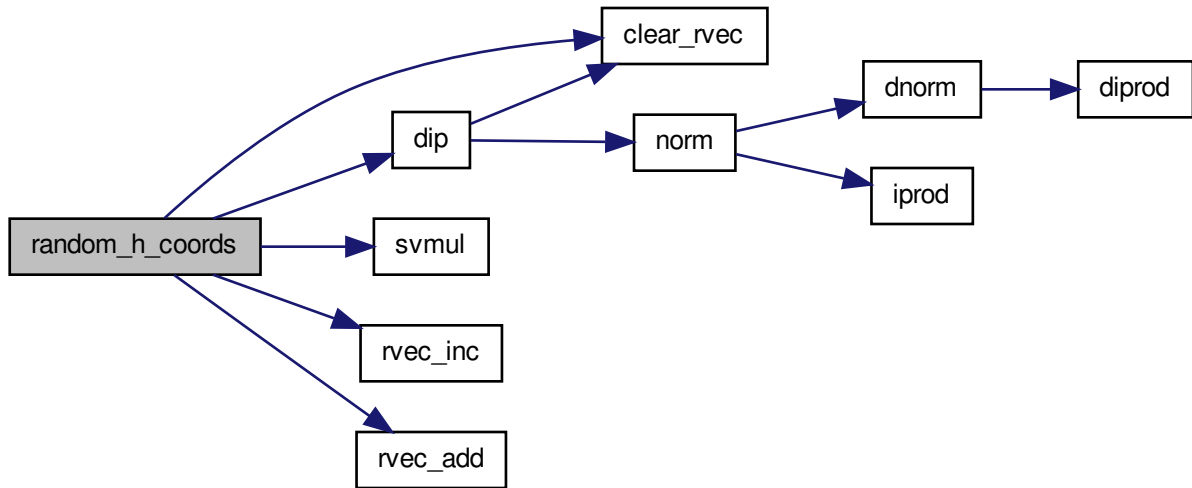 clear_rvec
dnorm
diprod
dip
norm
iprod
random_h_coords
svmul
rvec_inc
rvec_add